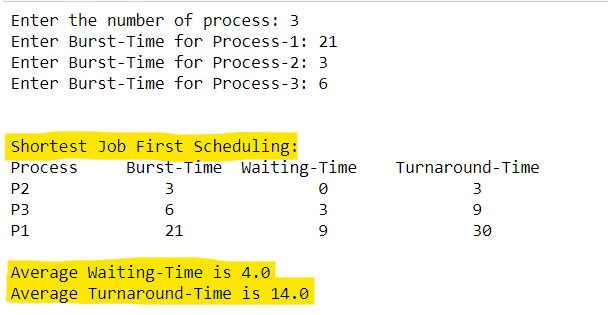 Enter the number of process: 3
Enter Burst-Time for Process-1: 21
Enter Burst-Time for Process-2: 3
Enter Burst-Time for Process-3: 6
Shortest Job First Scheduling:
Process Burst-Time Waiting-Time Turnaround-Time
P2 3 0 3
P3 6 3 9
P1 21 9 30
Average Waiting-Time is 4.0
Average Turnaround-Time is 14.0